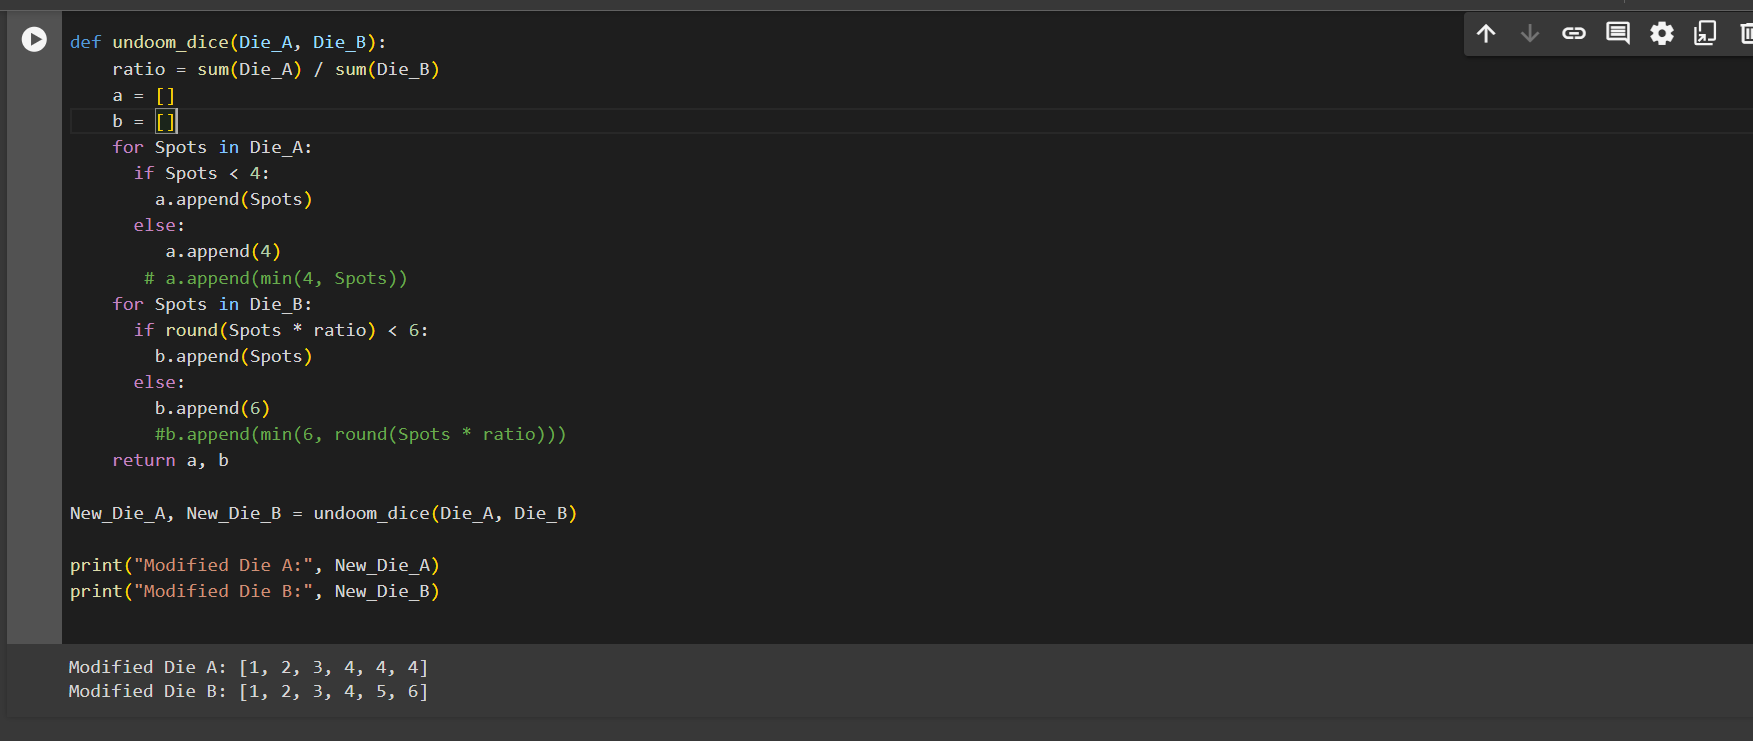 def undoom_dice(Die_A, Die_B):
    ratio = sum(Die_A) / sum(Die_B)
    a = []
    b = []
    for Spots in Die_A:
      if Spots < 4:
        a.append(Spots)
      else:
         a.append(4)
       # a.append(min(4, Spots))
    for Spots in Die_B:
      if round(Spots * ratio) < 6:
        b.append(Spots)
      else:
        b.append(6)
        #b.append(min(6, round(Spots * ratio)))
    return a, b

New_Die_A, New_Die_B = undoom_dice(Die_A, Die_B)

print("Modified Die A:", New_Die_A)
print("Modified Die B:", New_Die_B)

Modified Die A: [1, 2, 3, 4, 4, 4]
Modified Die B: [1, 2, 3, 4, 5, 6]